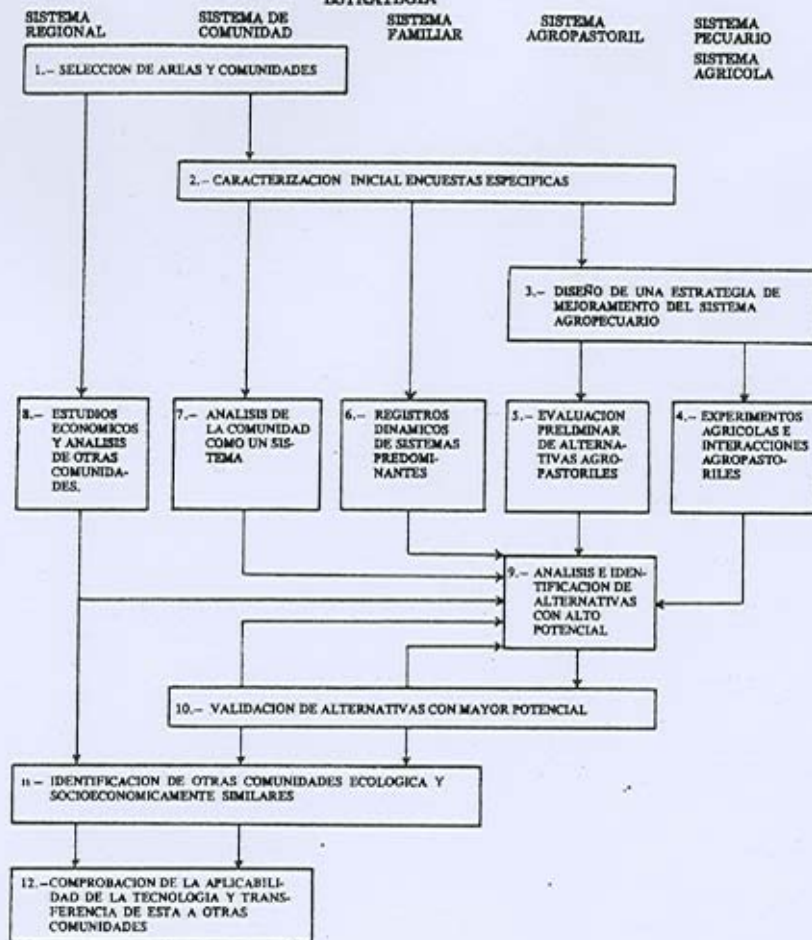 ESTRATEGIA
SISTEMA
REGIONAL
SISTEMA DE
COMUNIDAD
SISTEMA
FAMILIAR
SISTEMA
AGROPASTORIL
SISTEMA
PECUARIO
SISTEMA
AGRICOLA
1.- SELECCION DE AREAS Y COMUNIDADES
2.- CARACTERIZACION INICIAL ENCUESTAS ESPECIFICAS
3.- DISEÑO DE UNA ESTRATEGIA DE
MEJORAMIENTO DEL SISTEMA
AGROPECUARIO
8.- ESTUDIOS
ECONOMICOS
Y ANALISIS
DE OTRAS
COMUNIDA-
DES.
7.- ANALISIS DE
LA COMUNIDAD
COMO UN SIS-
TEMA
6.- REGISTROS
DINAMICOS
DE SISTEMAS
PREDOMI-
NANTES
5.- EVALUACION
PRELIMINAR
DE ALTERNA-
TIVAS AGRO-
PASTORILES
4.- EXPERIMENTOS
AGRICOLAS E
INTERACCIONES
AGROPASTO-
RILES
9.- ANALISIS E IDEN-
TIFICACION DE
ALTERNATIVAS
CON ALTO
POTENCIAL
10.- VALIDACION DE ALTERNATIVAS CON MAYOR POTENCIAL
11.- IDENTIFICACION DE OTRAS COMUNIDADES ECOLOGICA Y
SOCIOECONOMICAMENTE SIMILARES
12.-COMPROBACION DE LA APLICABILI-
DAD DE LA TECNOLOGIA Y TRANS-
FERENCIA DE ESTA A OTRAS
COMUNIDADES